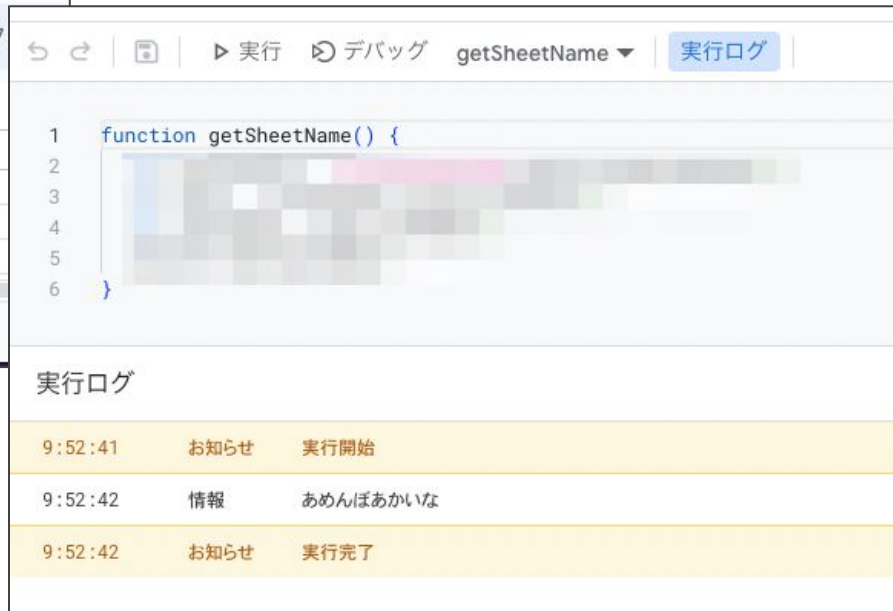 実行 デバッグ getSheetName 実行ログ
1 function getSheetName() {
2
3
4
5
6 }
実行ログ
9:52:41 お知らせ 実行開始
9:52:42 情報 あめんぼあかいな
9:52:42 お知らせ 実行完了